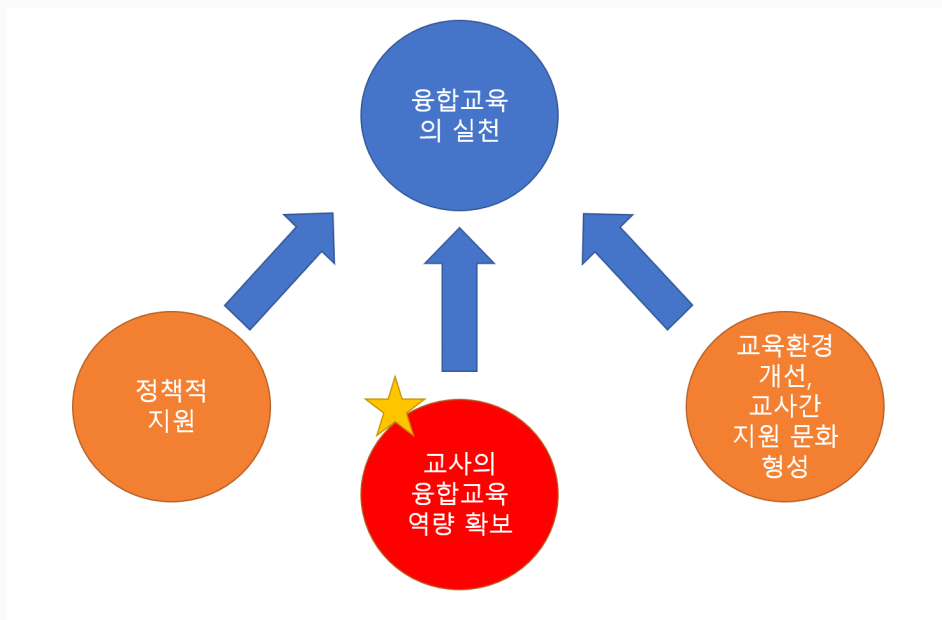 융합교육
의 실천
정책적
지원
교사의
융합교육
역량 확보
교육환경
개선,
교사간
지원 문화
형성